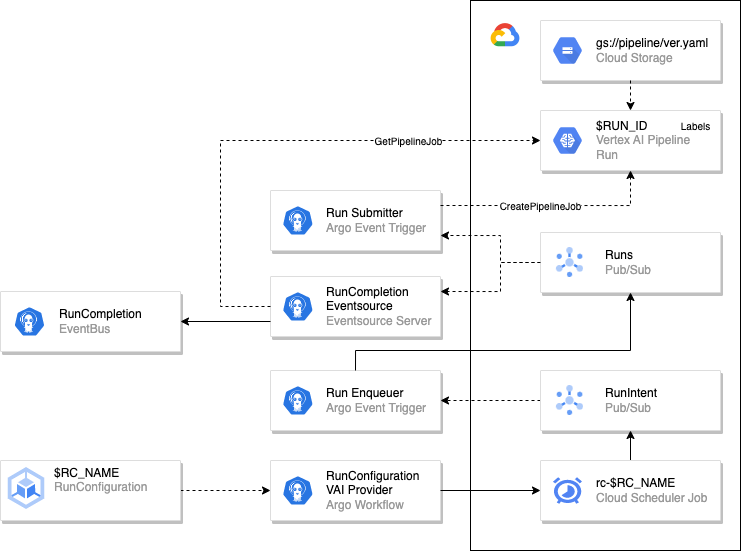 gs://pipeline/ver.yaml
Cloud Storage
$RUN_ID
Labels
Vertex AI Pipeline
Run
GetPipelineJob
Run Submitter
Argo Event Trigger
CreatePipelineJob
Runs
Pub/Sub
RunCompletion
Eventsource
Eventsource Server
RunCompletion
EventBus
Run Enqueuer
Argo Event Trigger
RunIntent
Pub/Sub
$RC_NAME
RunConfiguration
RunConfiguration
VAI Provider
Argo Workflow
rc-$RC_NAME
Cloud Scheduler Job